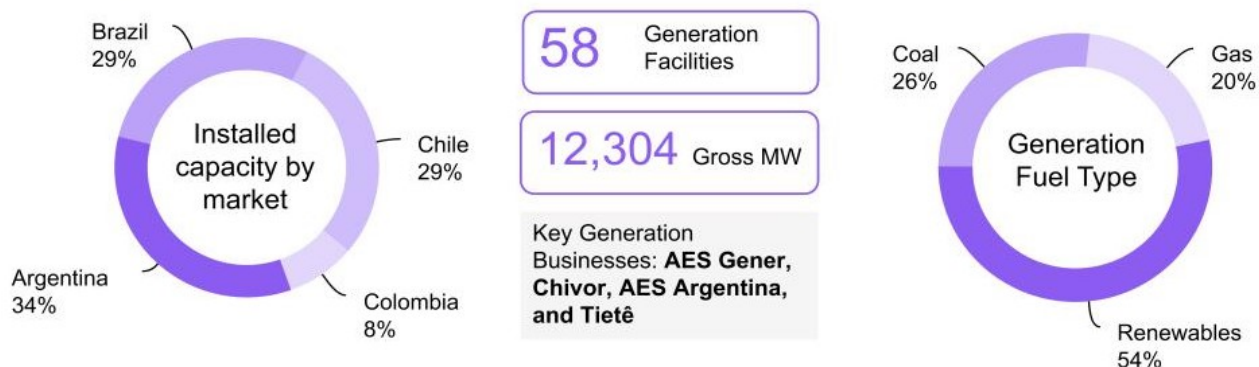 Brazil
29%
Installed
capacity by
market
Chile
29%
Argentina
34%
Colombia
8%
58
Generation
Facilities
12,304 Gross MW
Key Generation
Businesses: AES Gener,
Chivor, AES Argentina,
and Tietê
Coal
26%
Gas
20%
Generation
Fuel Type
Renewables
54%